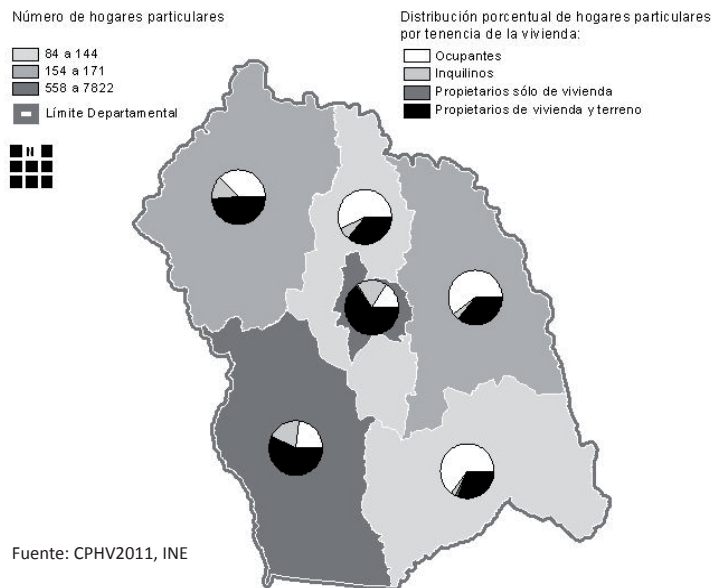 Número de hogares particulares
84 a 144
154 a 171
558 a 7822
Límite Departamental
N
Distribución porcentual de hogares particulares
por tenencia de la vivienda:
Ocupantes
Inquilinos
Propietarios sólo de vivienda
Propietarios de vivienda y terreno
Fuente: CPHV2011, INE